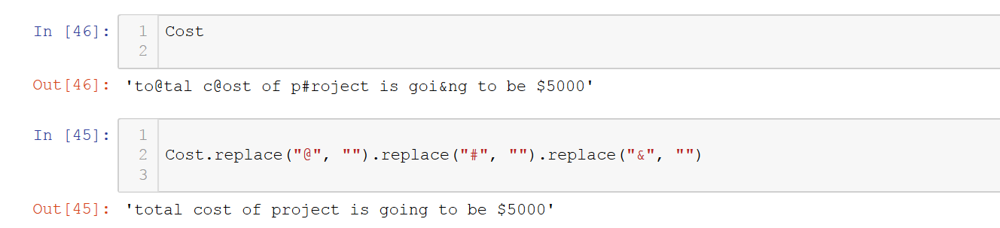 In [46]: 1 Cost
2
Out[46]: 'to@tal c@ost of p#roject is goi&ng to be $5000'
In [45]: 1
2 Cost.replace("@", "").replace("#", "").replace("&", "")
3
Out[45]: 'total cost of project is going to be $5000'